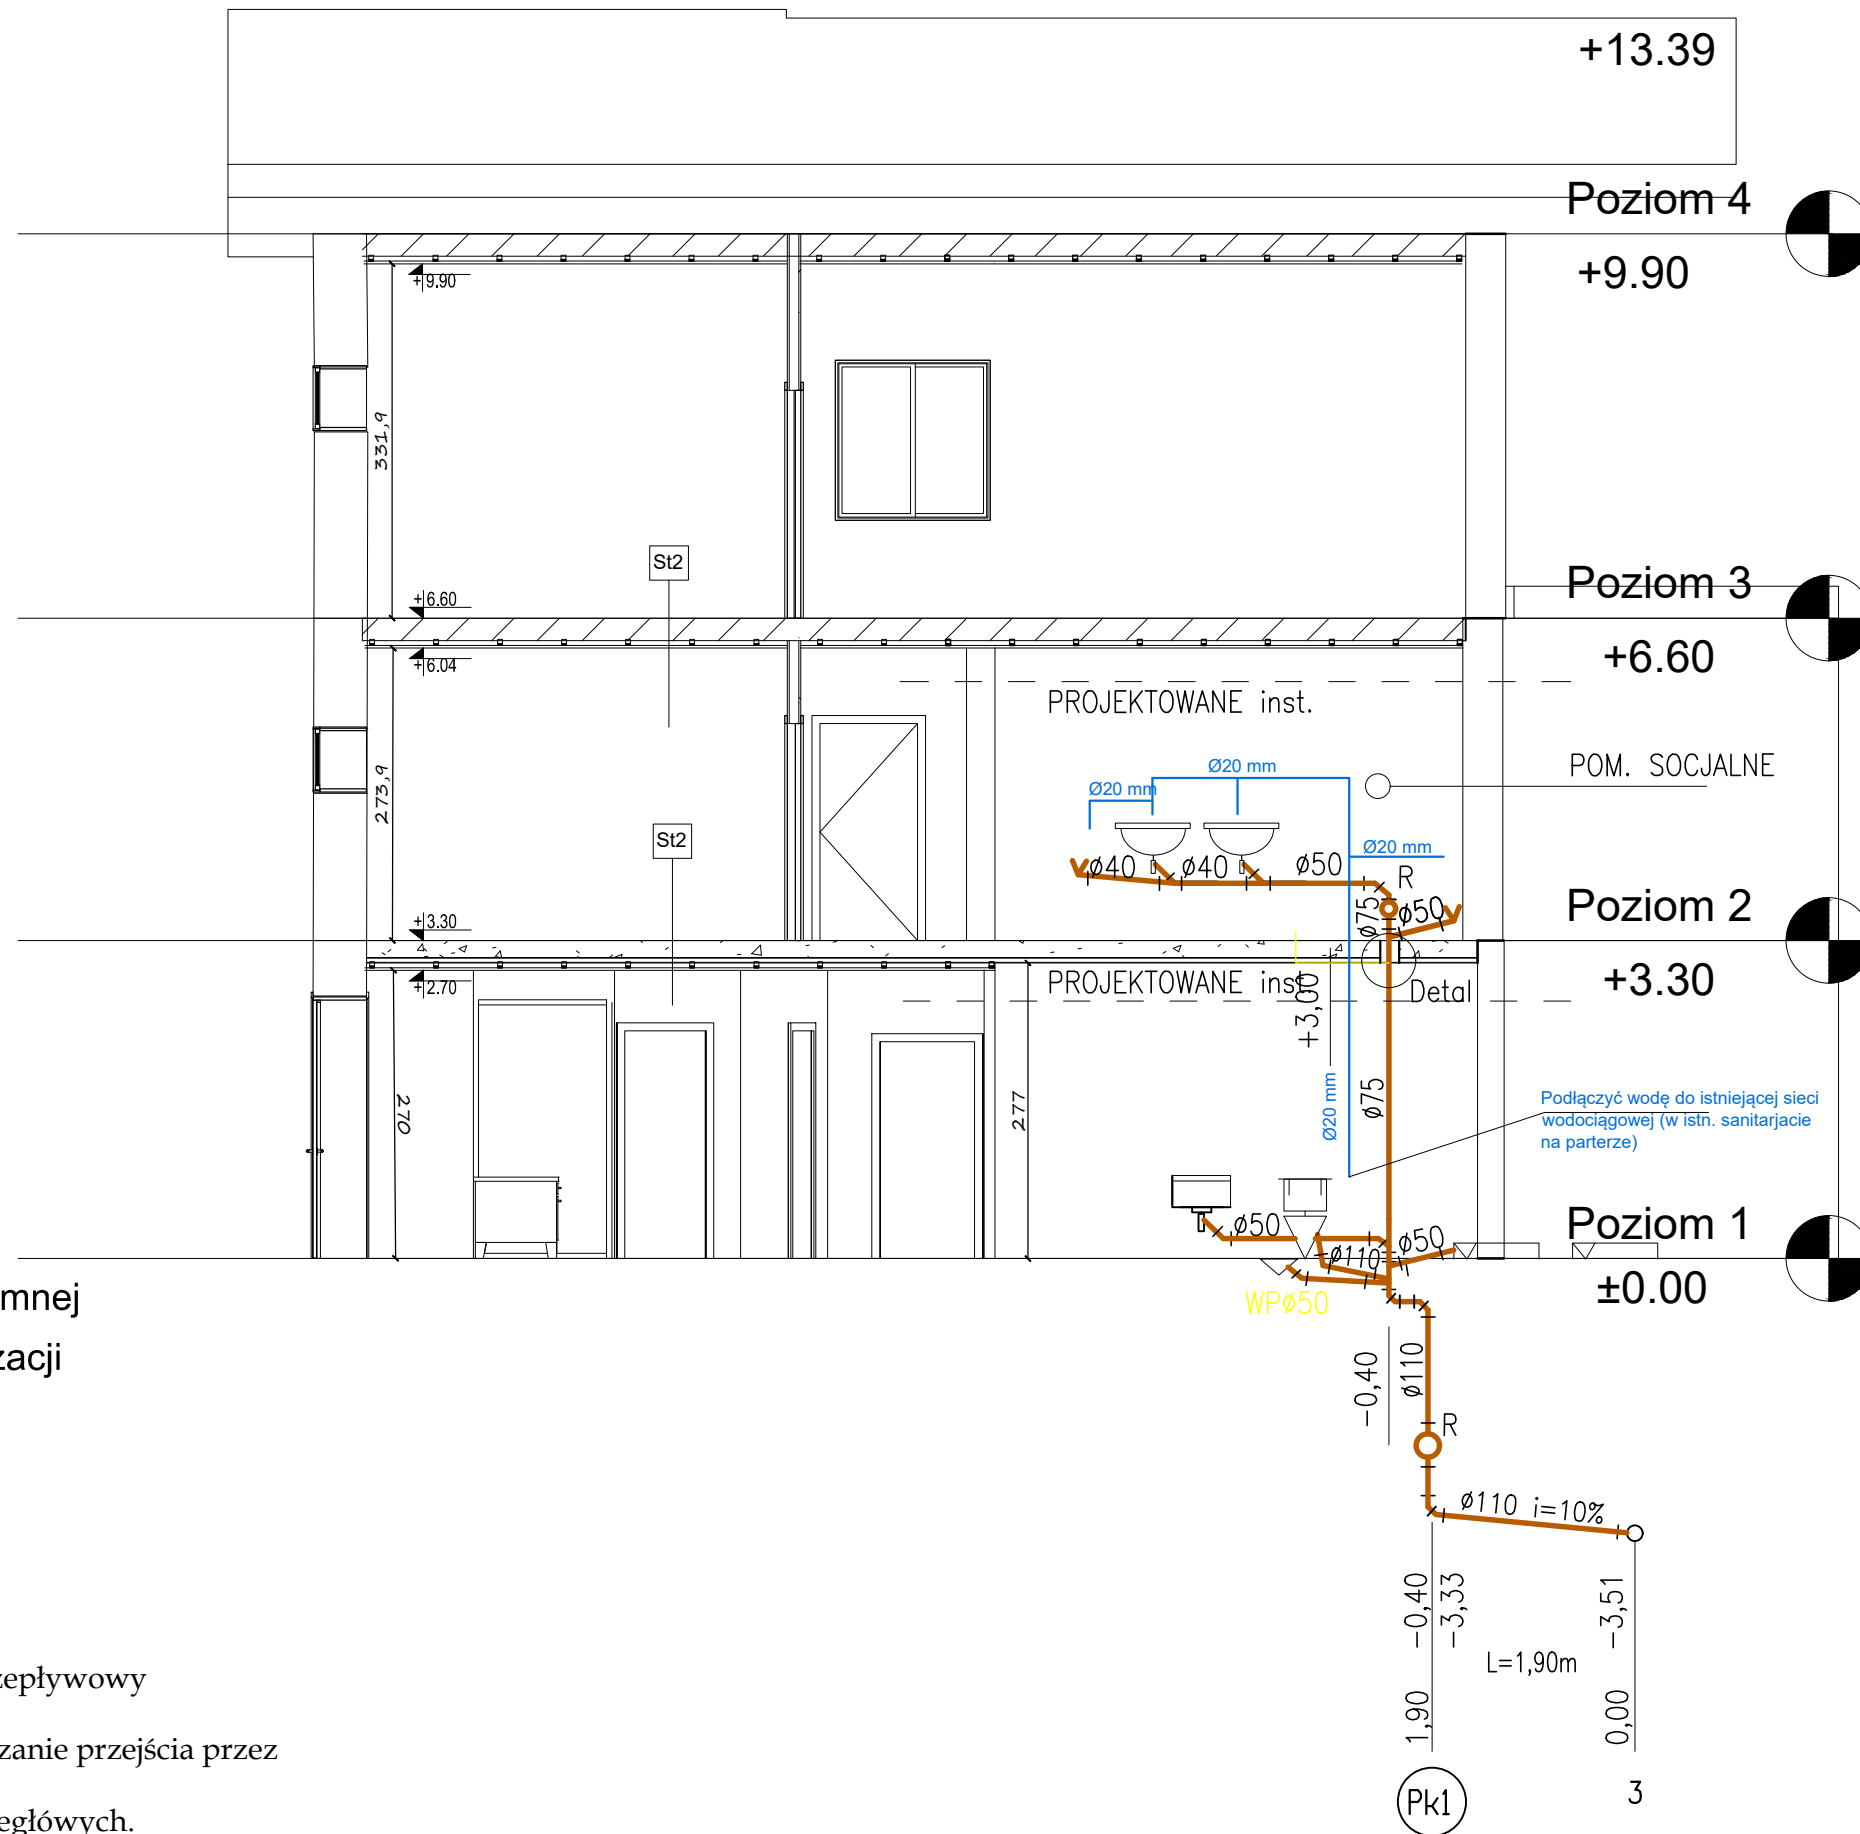 +13.39
Poziom 4
+9.90
+9.90
331,9
St2
Poziom 3
+6.60
+6.60
+6.04
PROJEKTOWANE inst.
POM. SOCJALNE
Ø20 mm
Ø20 mm
273,9
St2
Ø20 mm
ø40
ø40
ø50
R
ø75
ø50
Poziom 2
+3.30
+3.30
+2.70
PROJEKTOWANE inst.
Detal
+3,00
270
277
Ø20 mm
ø75
Podłączyć wodę do istniejącej sieci
wodociągowej (w istn. sanitarjacie
na parterze)
ø50
ø110
ø50
Poziom 1
±0.00
WPø50
mnej
zacji
-0,40
ø110
R
ø110 i=10%
-0,40
-3,33
-3,51
L=1,90m
1,90
0,00
zepływowy
zanie przejścia przez
egłówych.
Pk1
3